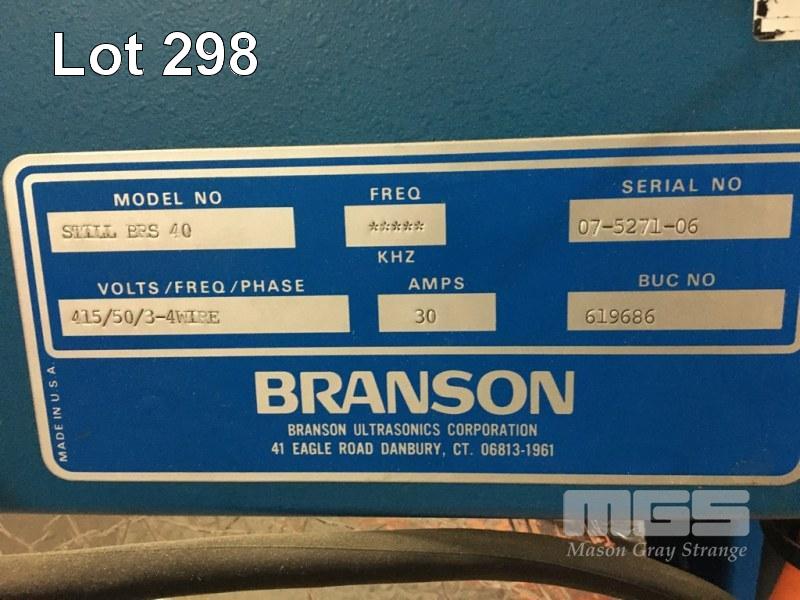 Lot 298
MODEL NO
STILL BRS 40
FREQ
*****
KHZ
SERIAL NO
07-5271-06
VOLTS/FREQ/PHASE
415/50/3-4WIRE
AMPS
30
BUC NO
619686
MADE IN U.S.A.
BRANSON
BRANSON ULTRASONICS CORPORATION
41 EAGLE ROAD DANBURY, CT. 06813-1961
MGS
Mason Gray Strange